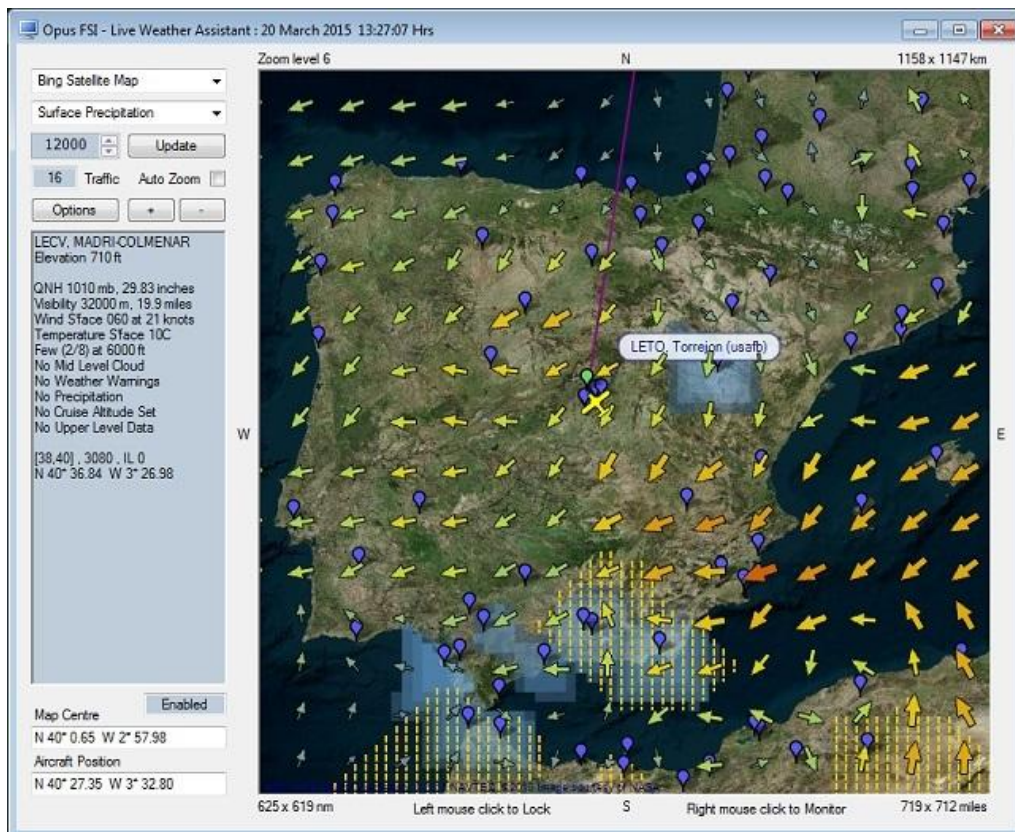 Opus FSI - Live Weather Assistant : 20 March 2015 13:27:07 Hrs
Zoom level 6
N
1158 x 1147 km
Bing Satellite Map
Surface Precipitation
12000
Update
16 Traffic Auto Zoom
Options + -
LECV, MADRI-COLMENAR
Elevation 710 ft
QNH 1010 mb, 29.83 inches
Visibility 32000 m, 19.9 miles
Wind Sface 060 at 21 knots
Temperature Sface 10C
Few (2/8) at 6000 ft
No Mid Level Cloud
No Weather Warnings
No Precipitation
No Cruise Altitude Set
No Upper Level Data
[38,40] , 3080 , IL 0
N 40° 36.84 W 3° 26.98
LETO, Torrejon (usafb)
W
E
Enabled
Map Centre
N 40° 0.65 W 2° 57.98
Aircraft Position
N 40° 27.35 W 3° 32.80
NAVTEQ
Image courtesy of NASA
625 x 619 nm
Left mouse click to Lock
S
Right mouse click to Monitor
719 x 712 miles